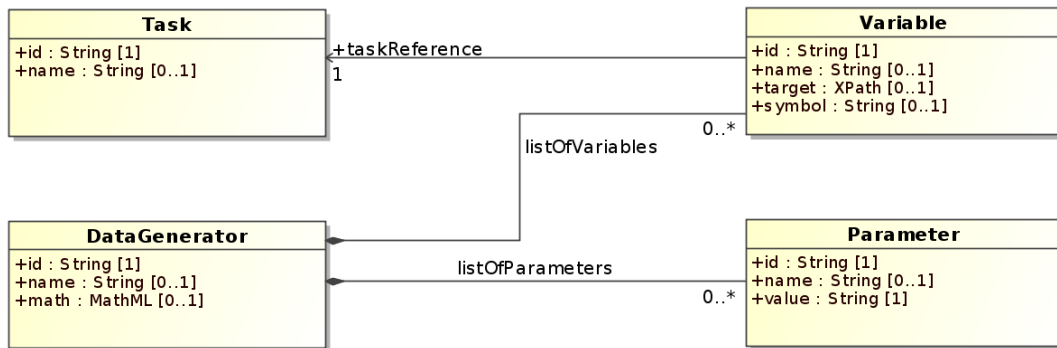 Task
+id : String [1]
+name : String [0..1]
Variable
+id : String [1]
+name : String [0..1]
+target : XPath [0..1]
+symbol : String [0..1]
+taskReference
1
0..*
listOfVariables
DataGenerator
+id : String [1]
+name : String [0..1]
+math : MathML [0..1]
listOfParameters
0..*
Parameter
+id : String [1]
+name : String [0..1]
+value : String [1]